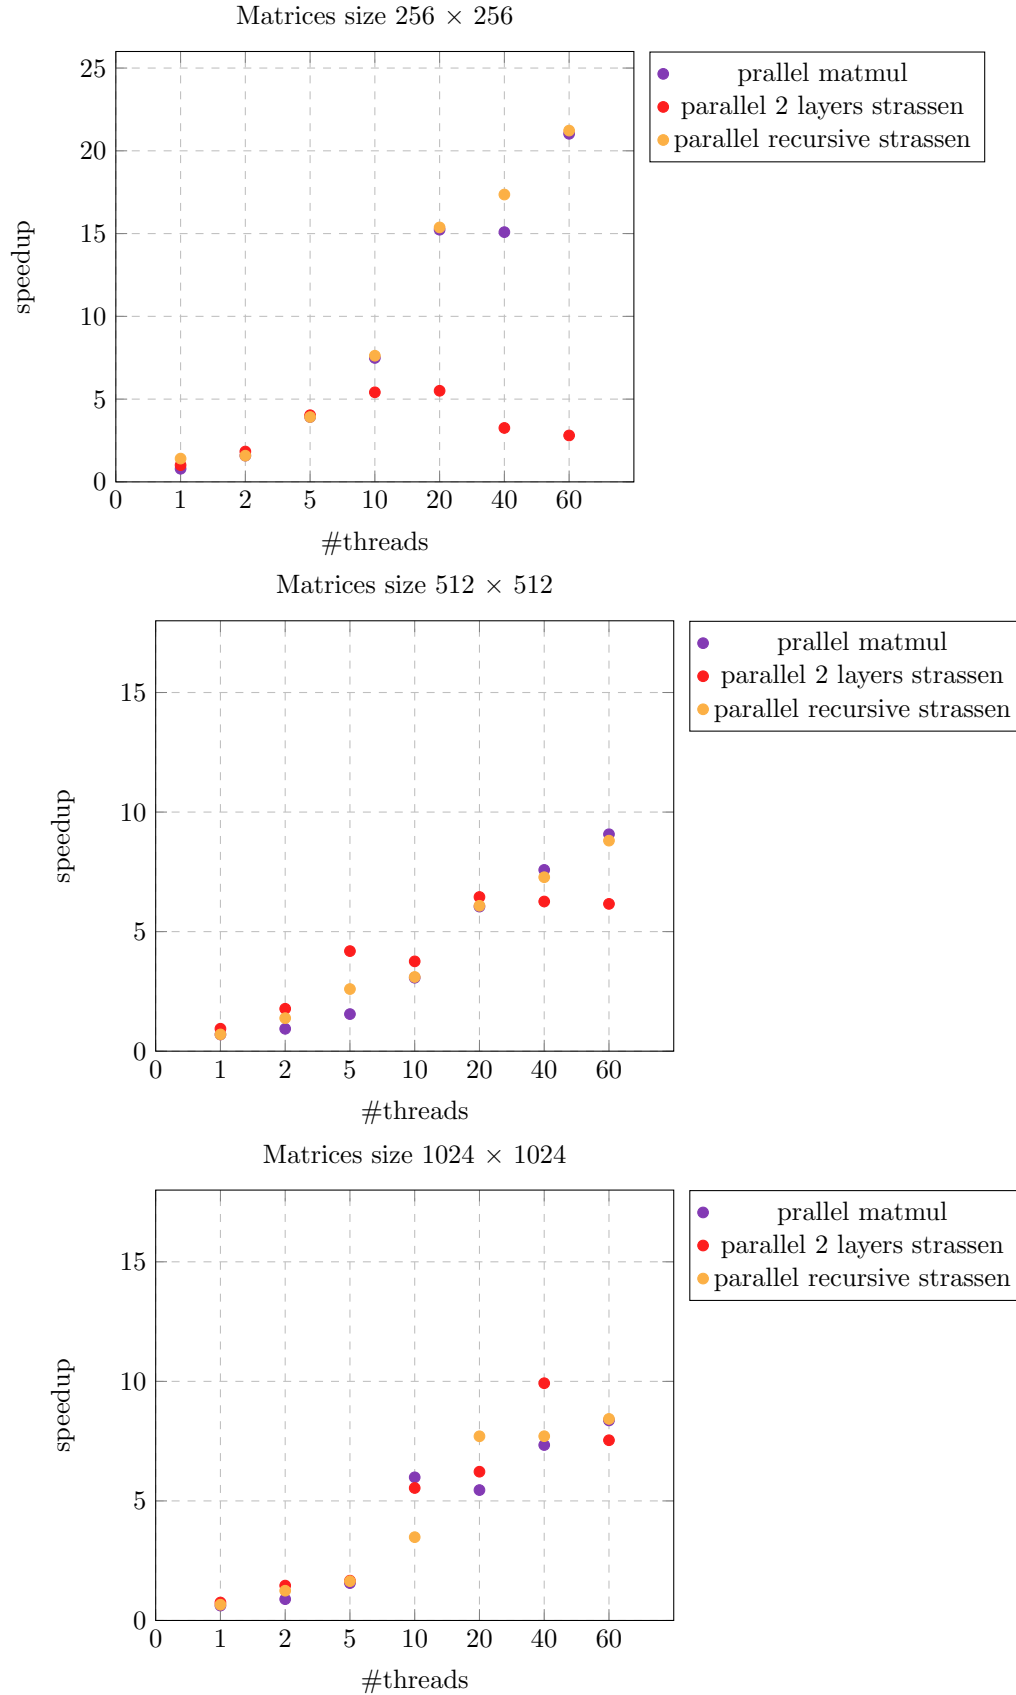 Matrices size 256 × 256
25
20
15
10
5
0
0 1 2 5 10 20 40 60
speedup
#threads
prallel matmul
parallel 2 layers strassen
parallel recursive strassen
Matrices size 512 × 512
15
10
5
0
0 1 2 5 10 20 40 60
speedup
#threads
prallel matmul
parallel 2 layers strassen
parallel recursive strassen
Matrices size 1024 × 1024
15
10
5
0
0 1 2 5 10 20 40 60
speedup
#threads
prallel matmul
parallel 2 layers strassen
parallel recursive strassen